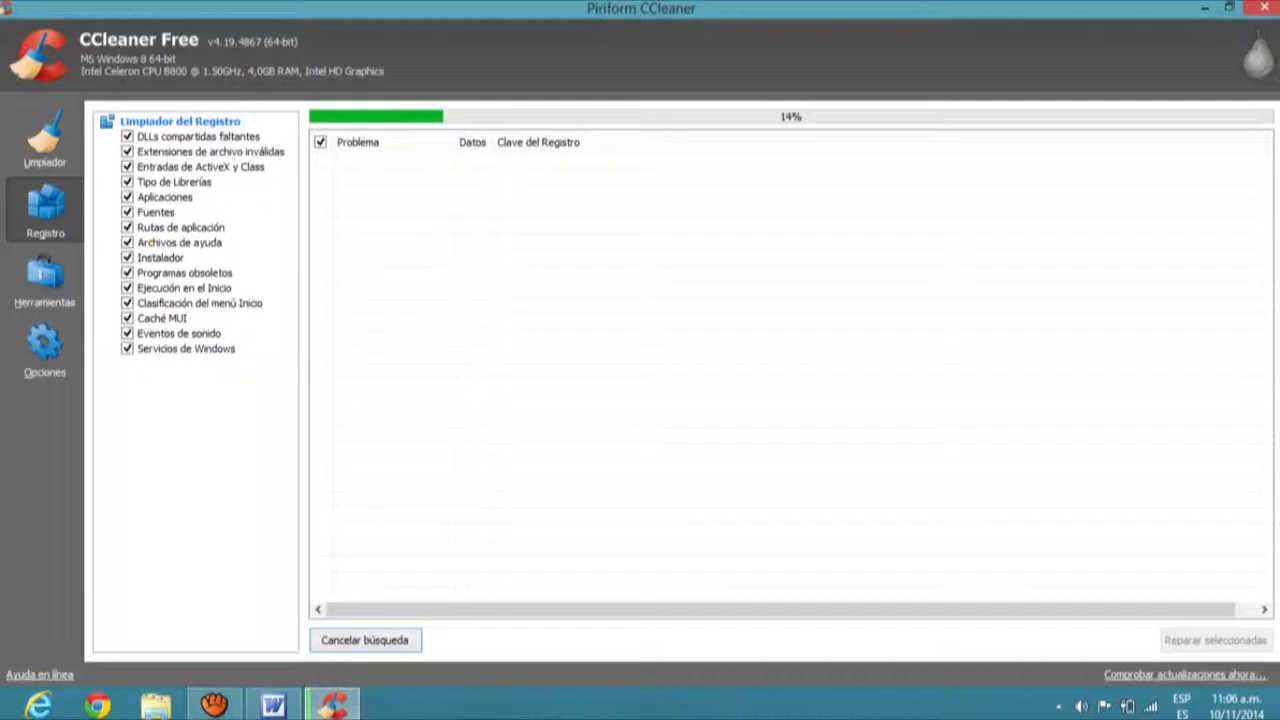 Piriform CCleaner
CCleaner Free v4.19.4867 (64-bit)
MS Windows 8 64-bit
Intel Celeron CPU B800 @ 1.50GHz, 4,0GB RAM, Intel HD Graphics
Limpiador
Registro
Herramientas
Opciones
Limpiador del Registro
DLLs compartidas faltantes
Extensiones de archivo inválidas
Entradas de ActiveX y Class
Tipo de Librerías
Aplicaciones
Fuentes
Rutas de aplicación
Archivos de ayuda
Instalador
Programas obsoletos
Ejecución en el Inicio
Clasificación del menú Inicio
Caché MUI
Eventos de sonido
Servicios de Windows
14%
Problema Datos Clave del Registro
Cancelar búsqueda
Reparar seleccionadas
Ayuda en línea
Comprobar actualizaciones ahora...
ESP
ES
11:06 a.m.
10/11/2014